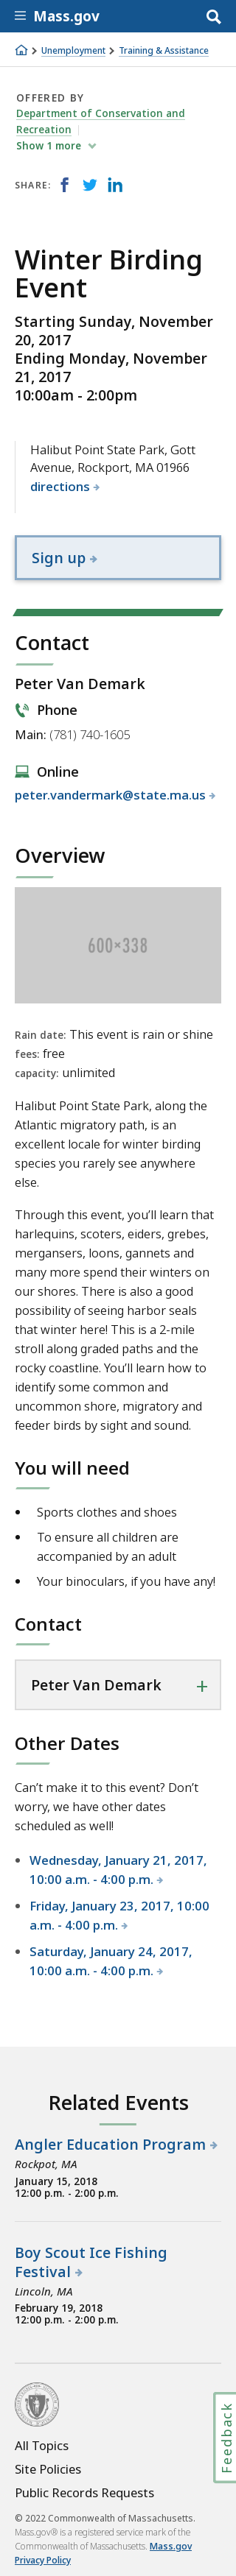 Mass.gov
Unemployment
Training & Assistance
OFFERED BY
Department of Conservation and
Recreation
Show 1 more
SHARE:
Winter Birding
Event
Starting Sunday, November
20, 2017
Ending Monday, November
21, 2017
10:00am - 2:00pm
Halibut Point State Park, Gott
Avenue, Rockport, MA 01966
directions
Sign up
Contact
Peter Van Demark
Phone
Main: (781) 740-1605
Online
peter.vandermark@state.ma.us
Overview
600×338
Rain date: This event is rain or shine
fees: free
capacity: unlimited
Halibut Point State Park, along the
Atlantic migratory path, is an
excellent locale for winter birding
species rarely see anywhere
else.
Through this event, you'll learn that
harlequins, scoters, eiders, grebes,
mergansers, loons, gannets and
many more spend their winters on
our shores. There is also a good
possibility of seeing harbor seals
that winter here! This is a 2-mile
stroll along graded paths and the
rocky coastline. You'll learn how to
identify some common and
uncommon shore, migratory and
feeder birds by sight and sound.
You will need
Sports clothes and shoes
To ensure all children are
accompanied by an adult
Your binoculars, if you have any!
Contact
Peter Van Demark
Other Dates
Can't make it to this event? Don't
worry, we have other dates
scheduled as well!
Wednesday, January 21, 2017,
10:00 a.m. - 4:00 p.m.
Friday, January 23, 2017, 10:00
a.m. - 4:00 p.m.
Saturday, January 24, 2017,
10:00 a.m. - 4:00 p.m.
Related Events
Angler Education Program
Rockpot, MA
January 15, 2018
12:00 p.m. - 2:00 p.m.
Boy Scout Ice Fishing
Festival
Lincoln, MA
February 19, 2018
12:00 p.m. - 2:00 p.m.
Feedback
All Topics
Site Policies
Public Records Requests
© 2022 Commonwealth of Massachusetts.
Mass.gov® is a registered service mark of the
Commonwealth of Massachusetts. Mass.gov
Privacy Policy